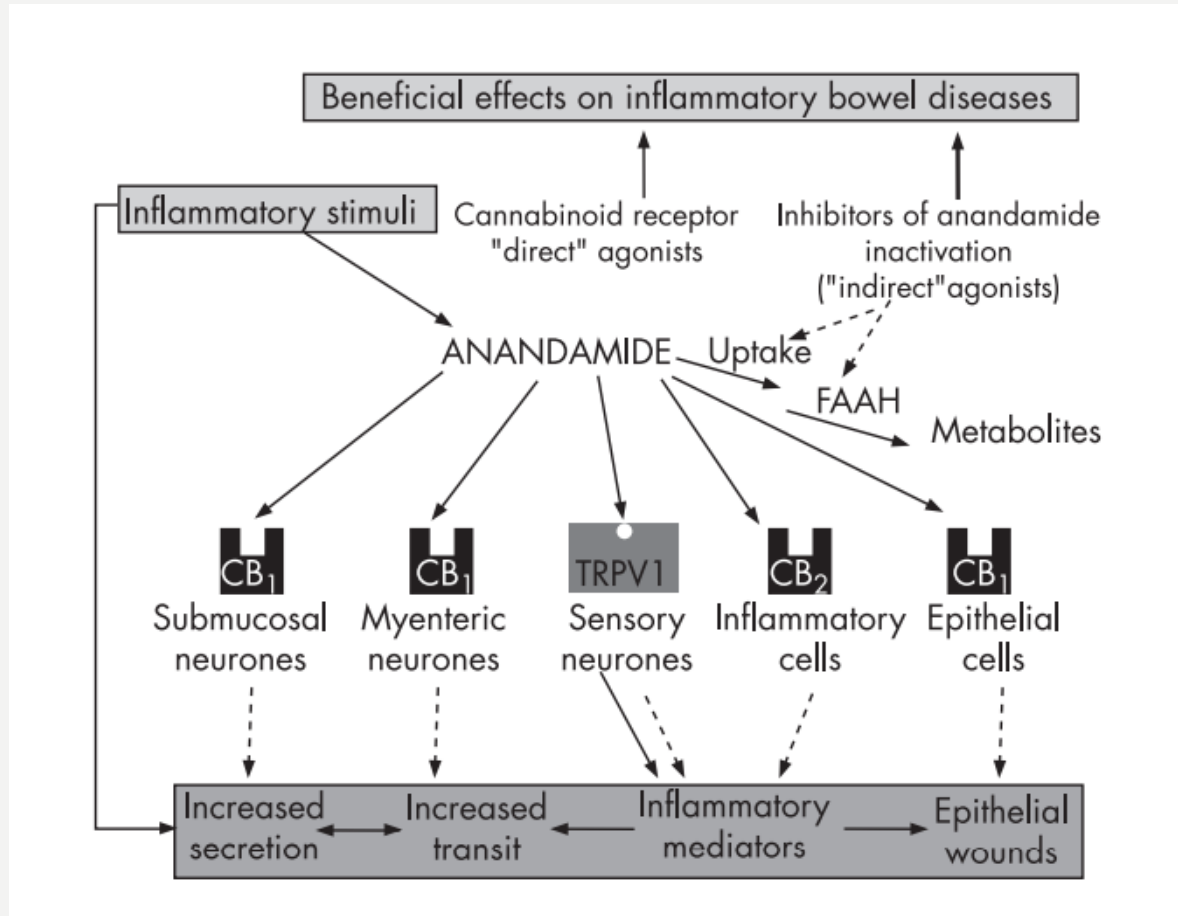 Beneficial effects on inflammatory bowel diseases
Inflammatory stimuli
Cannabinoid receptor
"direct" agonists
Inhibitors of anandamide
inactivation
("indirect"agonists)
ANANDAMIDE
Uptake
FAAH
Metabolites
CB1
Submucosal
neurones
CB1
Myenteric
neurones
TRPV1
Sensory
neurones
CB2
Inflammatory
cells
CB1
Epithelial
cells
Increased
secretion
Increased
transit
Inflammatory
mediators
Epithelial
wounds